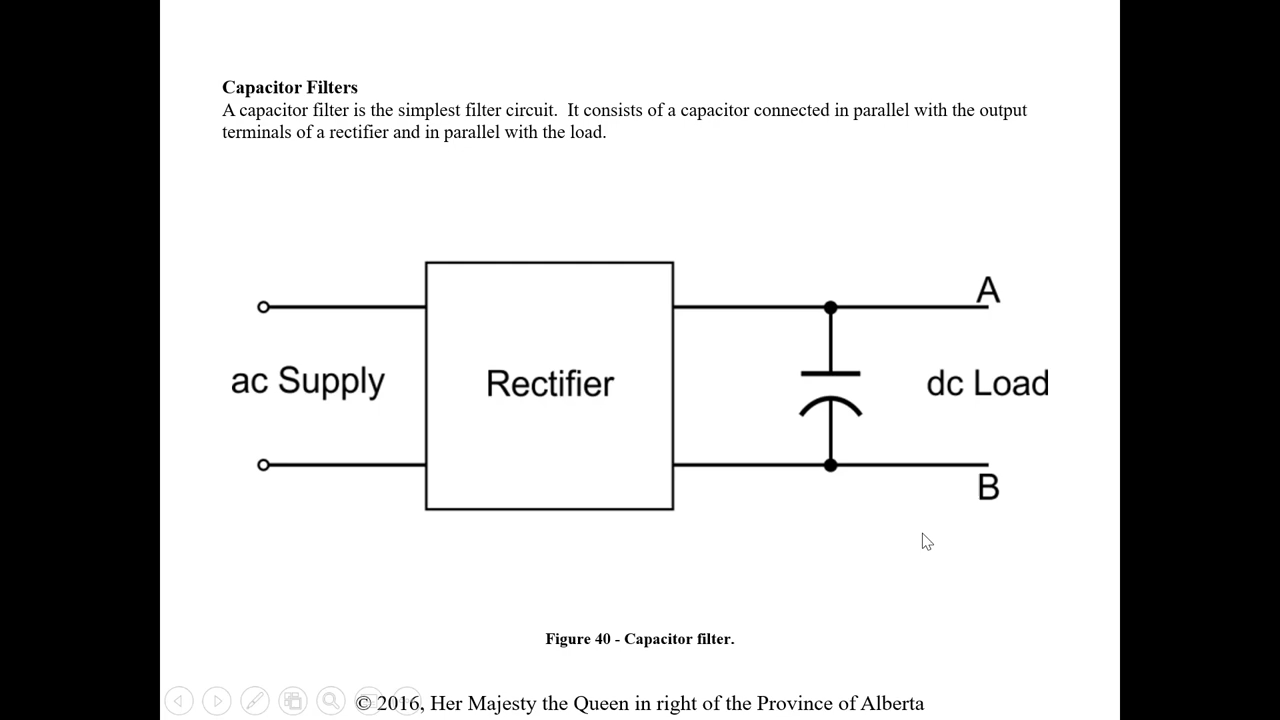 Capacitor Filters
A capacitor filter is the simplest filter circuit.  It consists of a capacitor connected in parallel with the output
terminals of a rectifier and in parallel with the load.
A
ac Supply
Rectifier
dc Load
B
Figure 40 - Capacitor filter.
© 2016, Her Majesty the Queen in right of the Province of Alberta